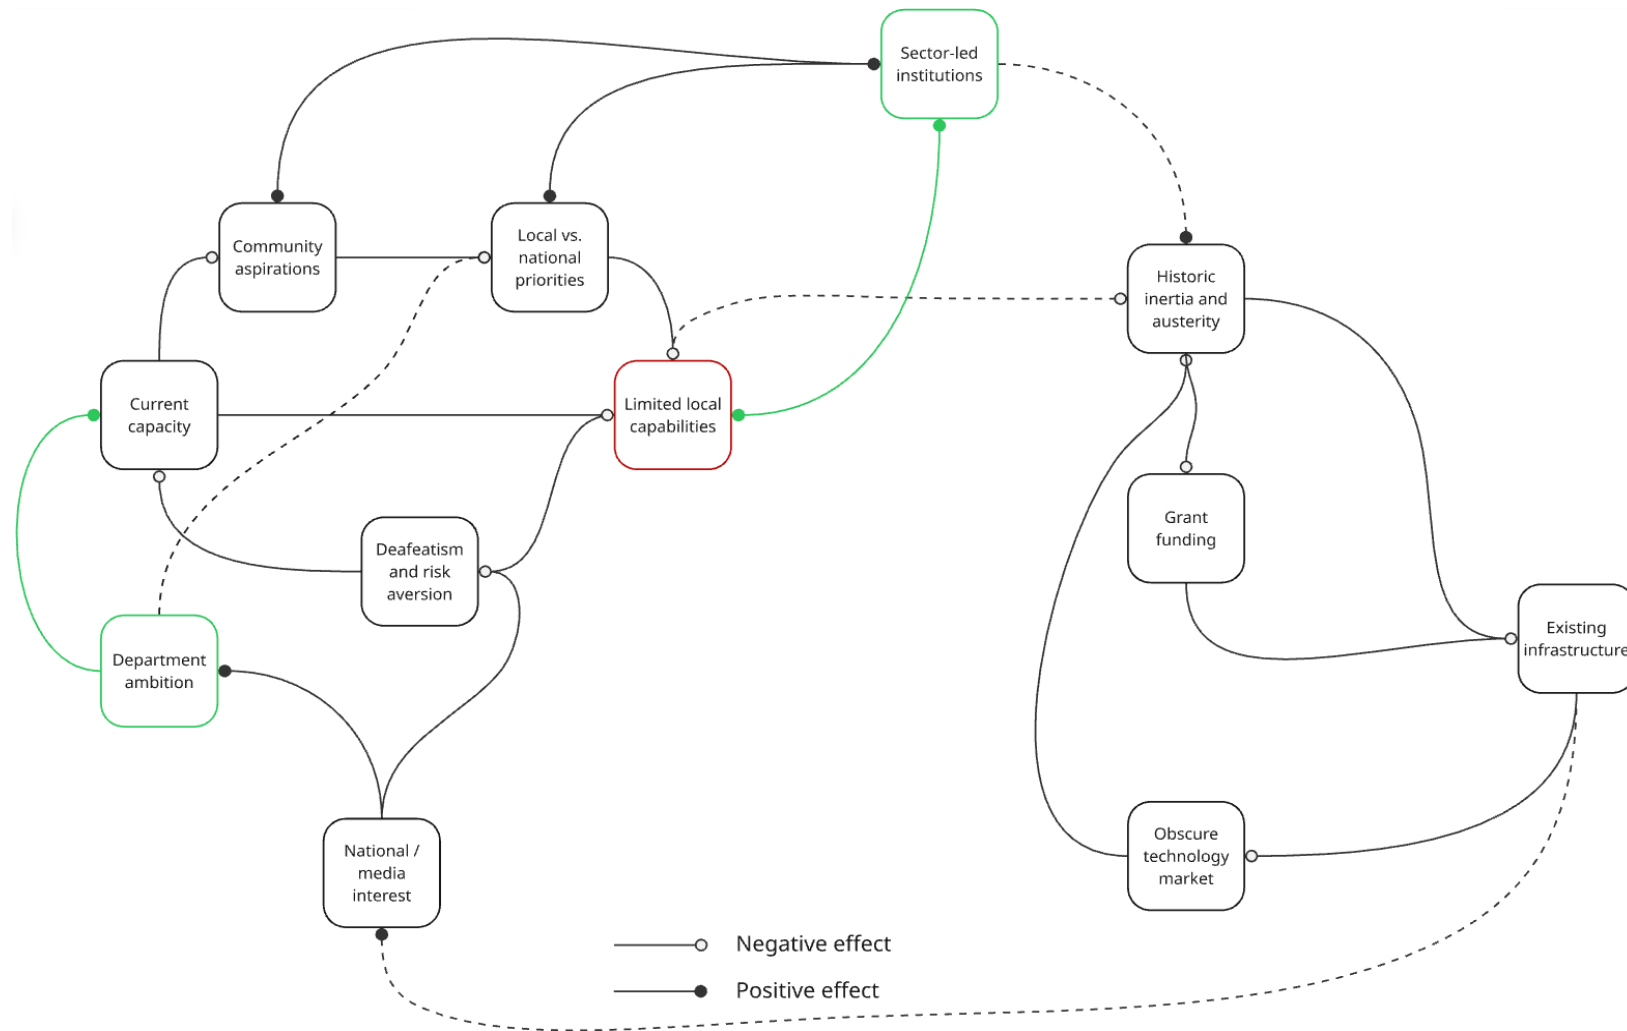 Sector-led
institutions
Community
aspirations
Local vs.
national
priorities
Historic
inertia and
austerity
Current
capacity
Limited local
capabilities
Grant
funding
Deafeatism
and risk
aversion
Existing
infrastructure
Department
ambition
Obscure
technology
market
National /
media
interest
Negative effect
Positive effect